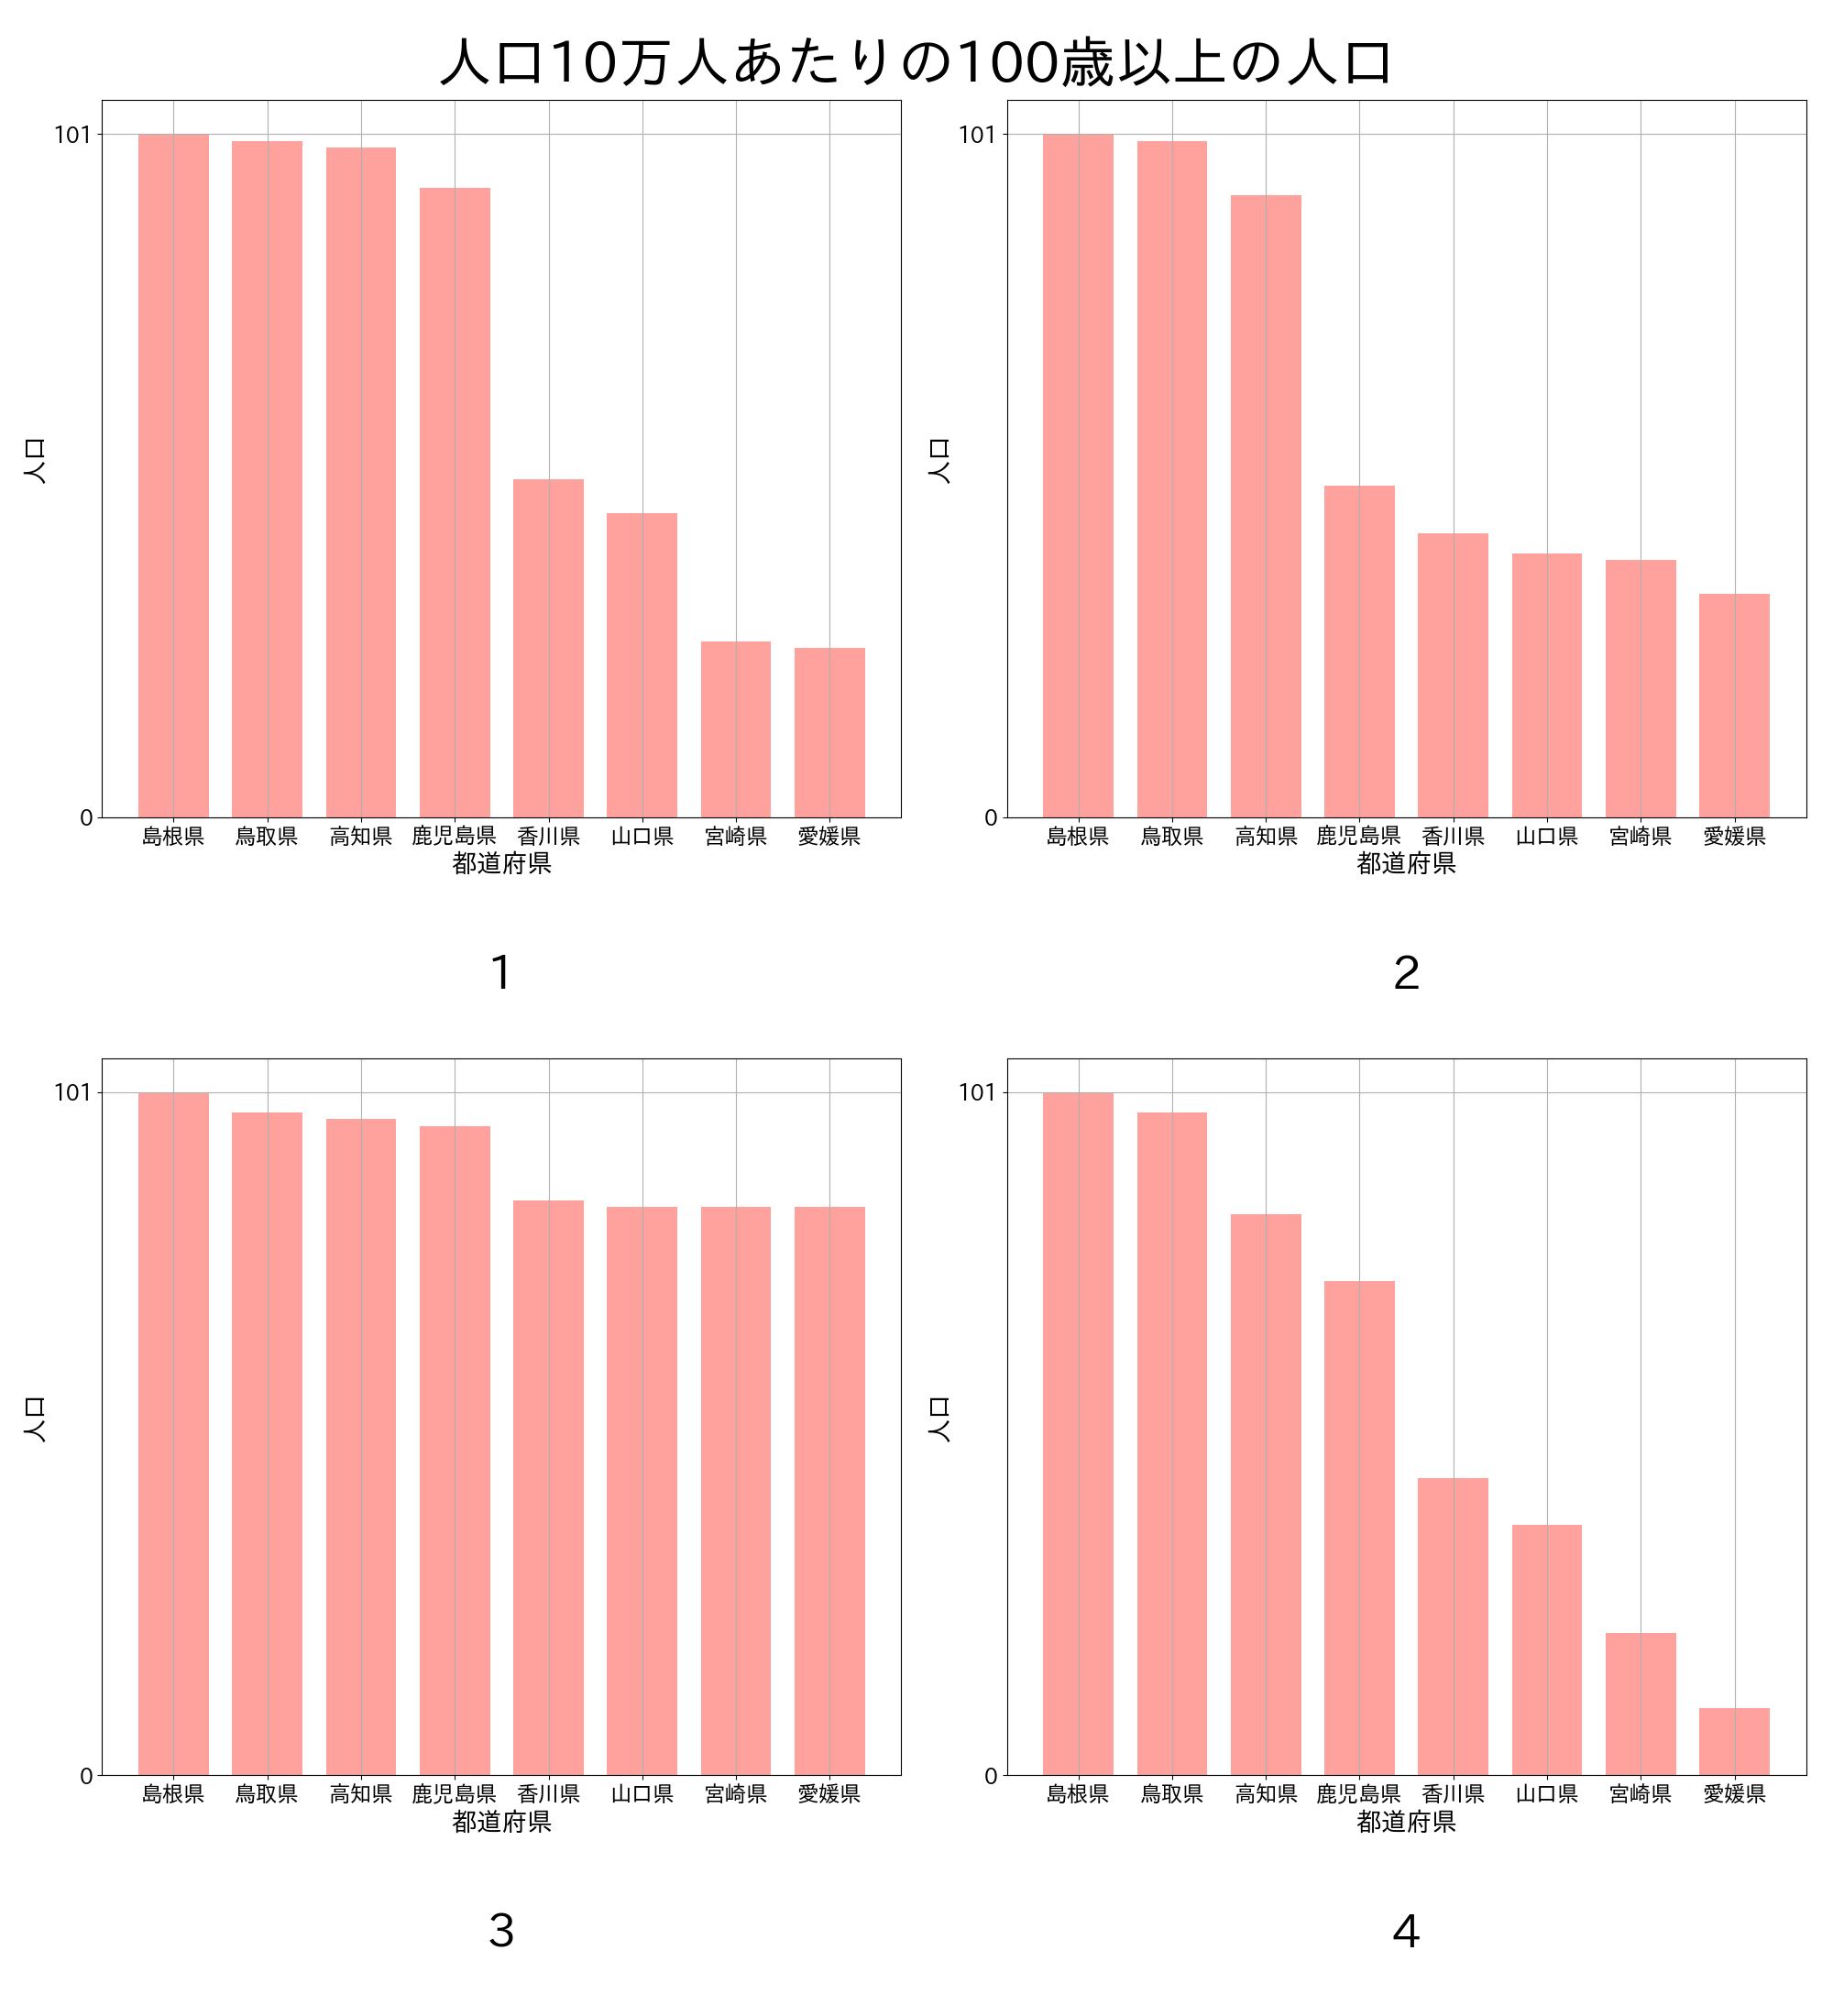 人口10万人あたりの100歳以上の人口
101
0
人口
島根県 鳥取県 高知県 鹿児島県 香川県 山口県 宮崎県 愛媛県
都道府県
1
101
0
人口
島根県 鳥取県 高知県 鹿児島県 香川県 山口県 宮崎県 愛媛県
都道府県
2
101
0
人口
島根県 鳥取県 高知県 鹿児島県 香川県 山口県 宮崎県 愛媛県
都道府県
3
101
0
人口
島根県 鳥取県 高知県 鹿児島県 香川県 山口県 宮崎県 愛媛県
都道府県
4